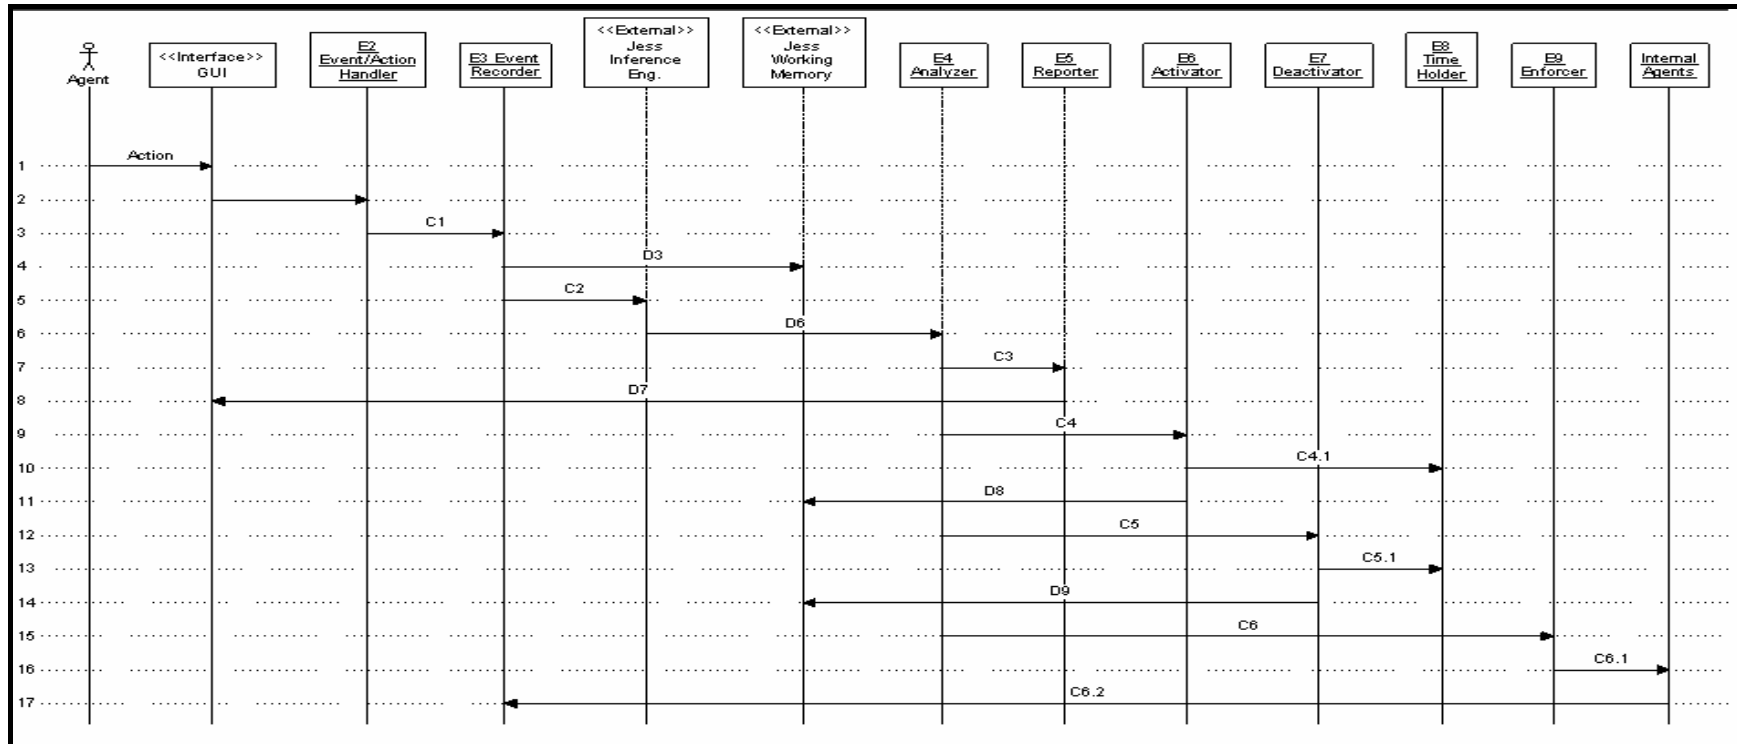 Agent
<<Interface>>
GUI
E2
Event/Action
Handler
E3 Event
Recorder
<<External>>
Jess
Inference
Eng.
<<External>>
Jess
Working
Memory
E4
Analyzer
E5
Reporter
E6
Activator
E7
Deactivator
E8
Time
Holder
E9
Enforcer
Internal
Agents
1 Action
2
3 C1
4 D3
5 C2
6 D6
7 C3
8 D7
9 C4
10 C4.1
11 D8
12 C5
13 C5.1
14 D9
15 C6
16 C6.1
17 C6.2